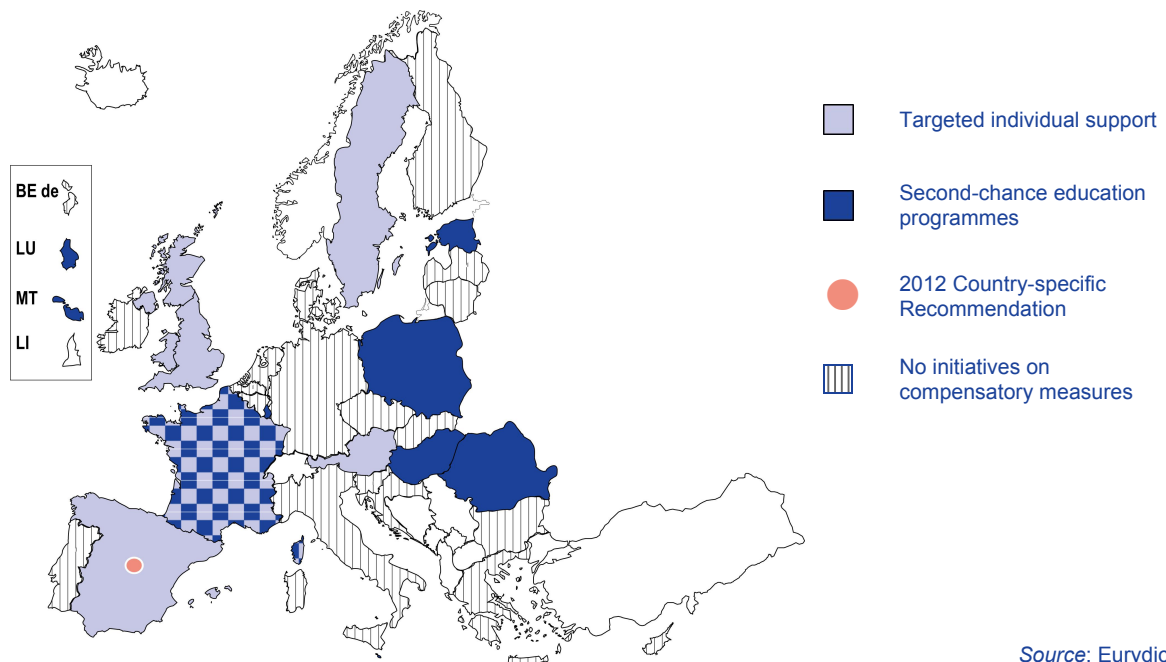 BE de
LU
MT
LI
Targeted individual support
Second-chance education
programmes
2012 Country-specific
Recommendation
No initiatives on
compensatory measures
Source: Eurydic